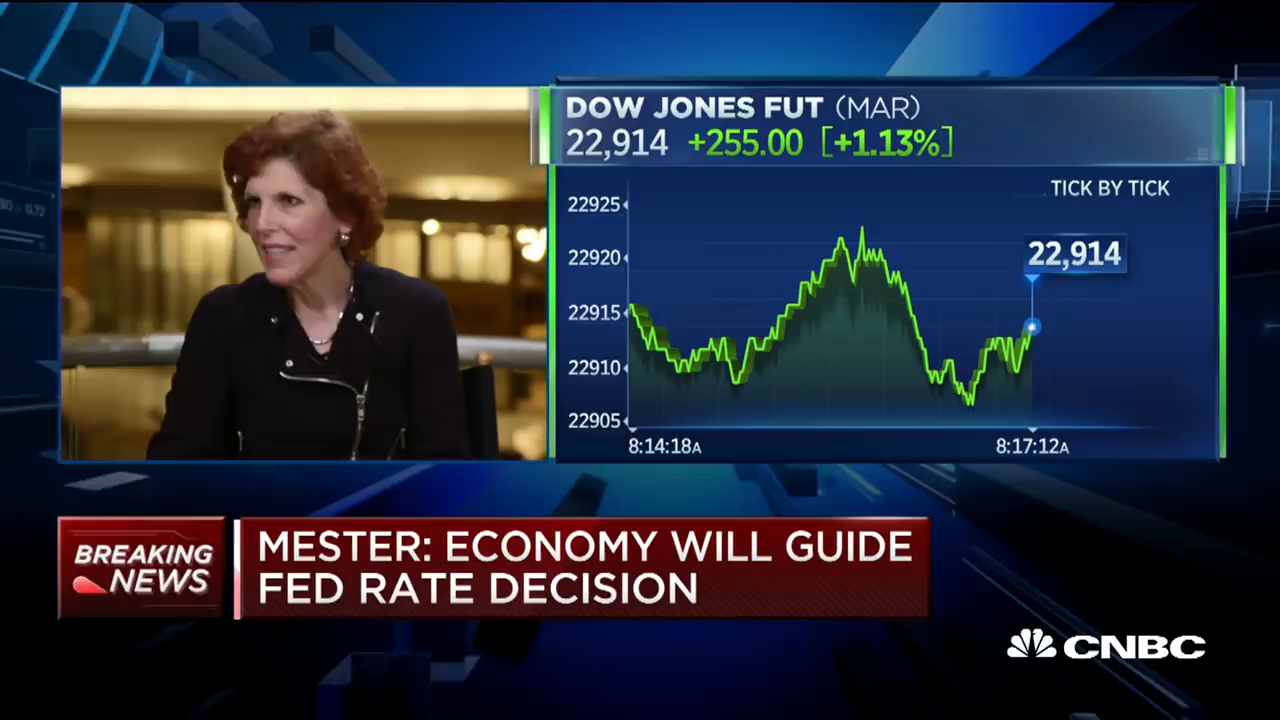 DOW JONES FUT (MAR)
22,914 +255.00 [+1.13%]
TICK BY TICK
22925
22920
22915
22910
22905
22,914
8:14:18A
8:17:12A
BREAKING
NEWS
MESTER: ECONOMY WILL GUIDE
FED RATE DECISION
CNBC